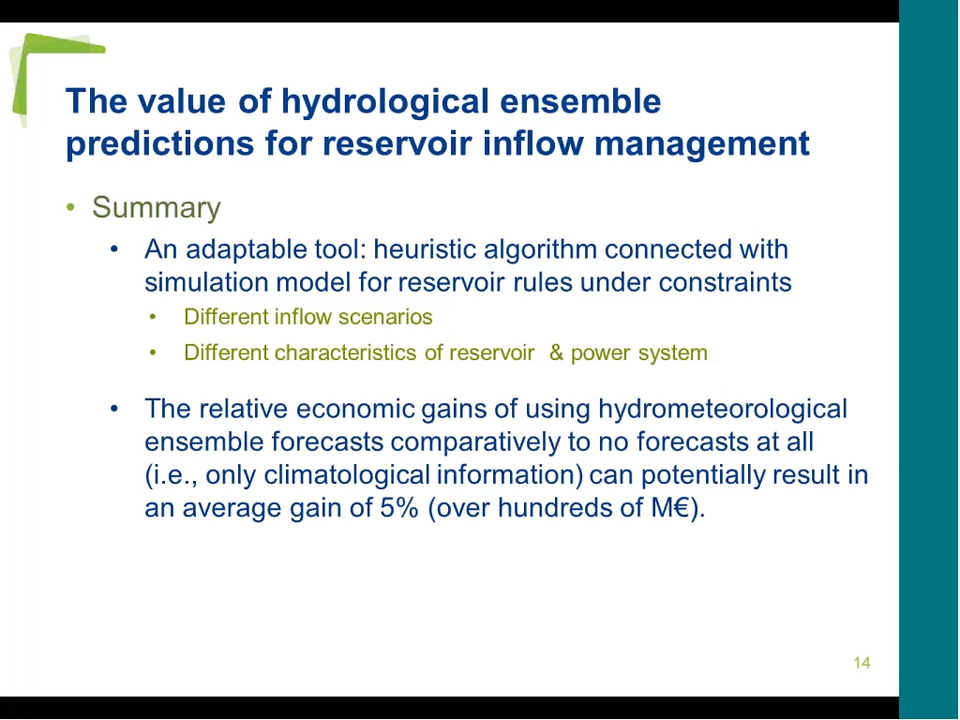 The value of hydrological ensemble
predictions for reservoir inflow management
• Summary
• An adaptable tool: heuristic algorithm connected with
simulation model for reservoir rules under constraints
• Different inflow scenarios
• Different characteristics of reservoir & power system
• The relative economic gains of using hydrometeorological
ensemble forecasts comparatively to no forecasts at all
(i.e., only climatological information) can potentially result in
an average gain of 5% (over hundreds of M€).
14